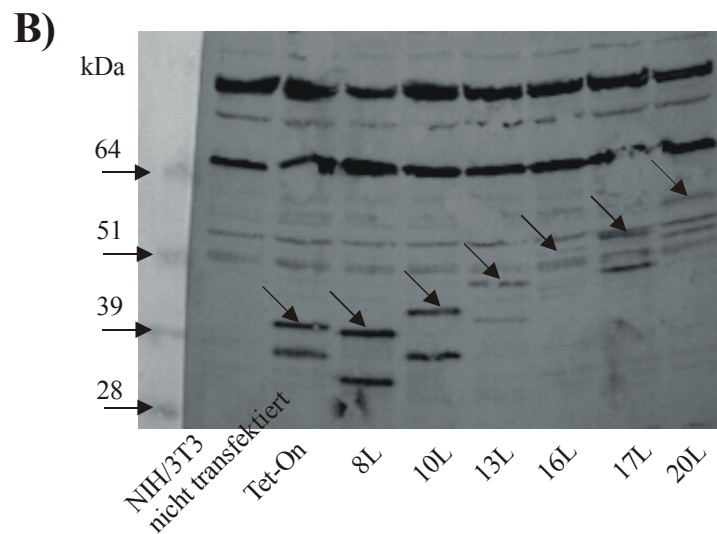 B)
kDa
64
51
39
28
NIH/3T3
nicht transfektiert
Tet-On
8L
10L
13L
16L
17L
20L